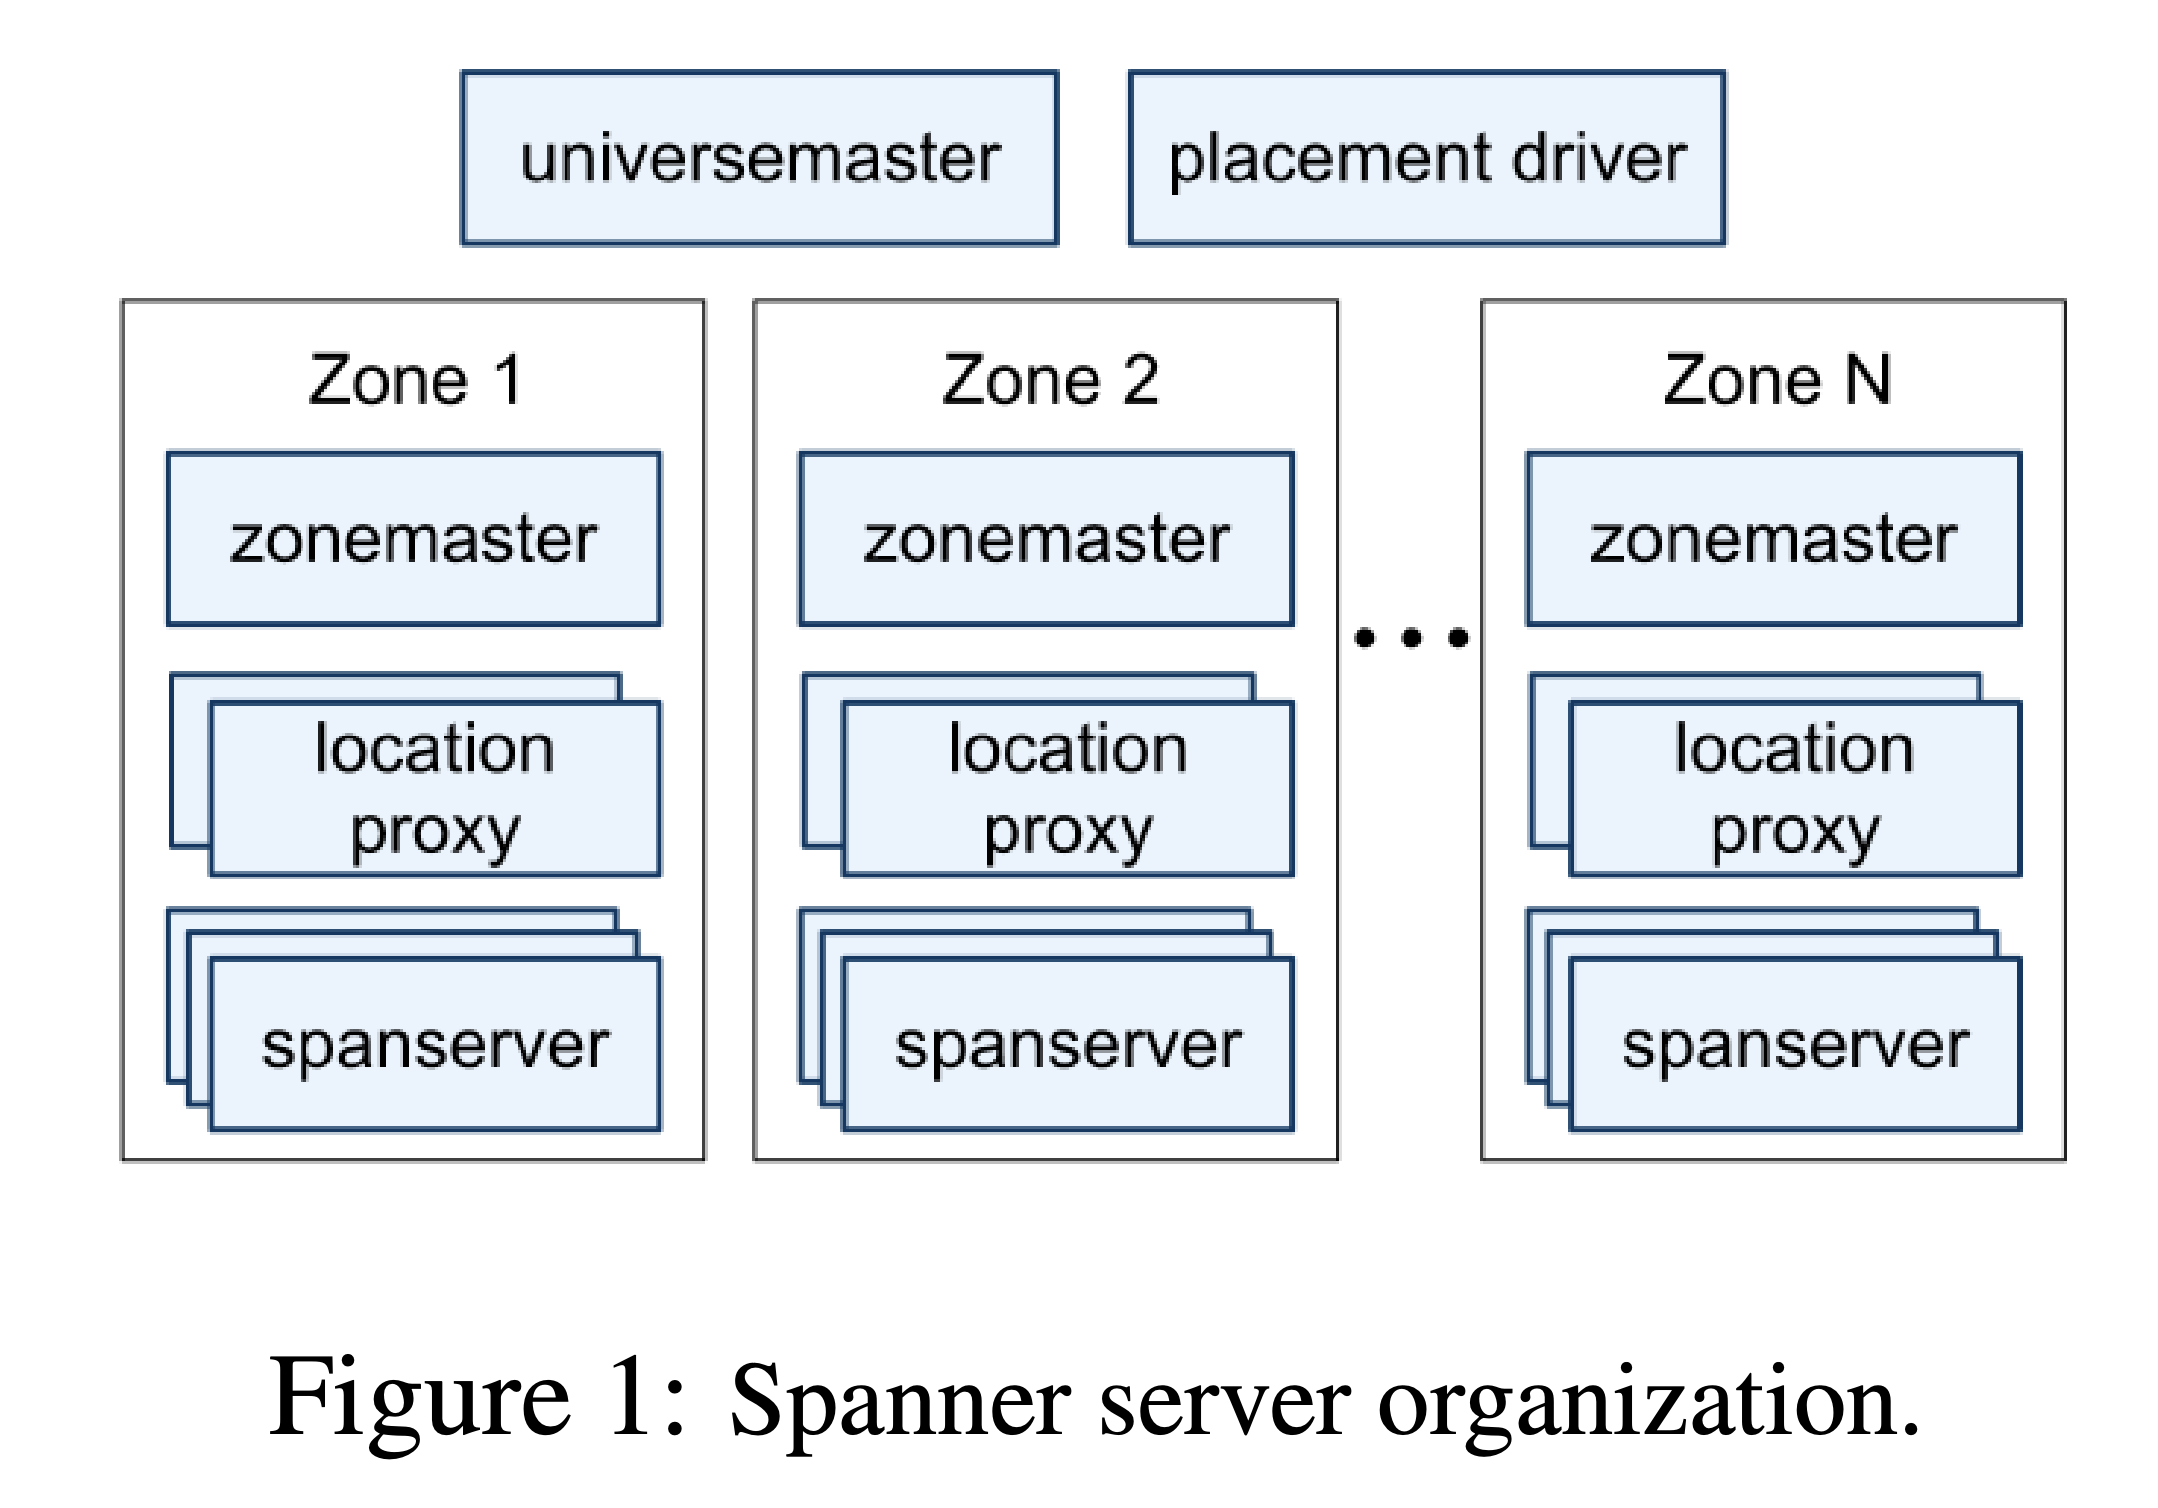 universemaster
placement driver
Zone 1
zonemaster
location
proxy
spanserver
Zone 2
zonemaster
location
proxy
spanserver
...
Zone N
zonemaster
location
proxy
spanserver
Figure 1: Spanner server organization.